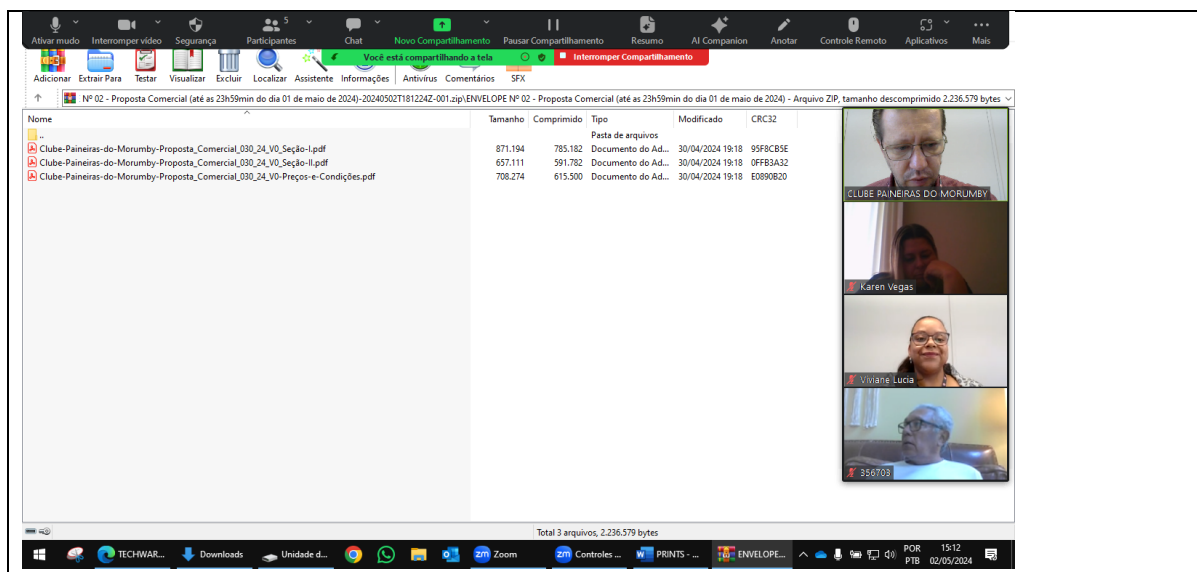 5
Ativar mudo Interromper vídeo Segurança Participantes Chat Novo Compartilhamento Pausar Compartilhamento Resumo AI Companion Anotar Controle Remoto Aplicativos Mais
Você está compartilhando a tela Interromper Compartilhamento
Adicionar Extrair Para Testar Visualizar Excluir Localizar Assistente Informações Antivírus Comentários SFX
Nº 02 - Proposta Comercial (até as 23h59min do dia 01 de maio de 2024)-20240502T181224Z-001.zip\ENVELOPE Nº 02 - Proposta Comercial (até as 23h59min do dia 01 de maio de 2024) - Arquivo ZIP, tamanho descomprimido 2.236.579 bytes
Nome Tamanho Comprimido Tipo Modificado CRC32
.. Pasta de arquivos
Clube-Paineiras-do-Morumby-Proposta_Comercial_030_24_V0_Seção-I.pdf 871.194 785.182 Documento do Ad... 30/04/2024 19:18 95F8CB5E
Clube-Paineiras-do-Morumby-Proposta_Comercial_030_24_V0_Seção-II.pdf 657.111 591.782 Documento do Ad... 30/04/2024 19:18 0FFB3A32
Clube-Paineiras-do-Morumby-Proposta_Comercial_030_24_V0-Preços-e-Condições.pdf 708.274 615.500 Documento do Ad... 30/04/2024 19:18 E0890B20
CLUBE PAINEIRAS DO MORUMBY
Karen Vegas
Viviane Lucia
356703
Total 3 arquivos, 2.236.579 bytes
TECHWAR... Downloads Unidade d... Zoom Controles ... PRINTS - ... ENVELOPE... POR 15:12
PTB 02/05/2024